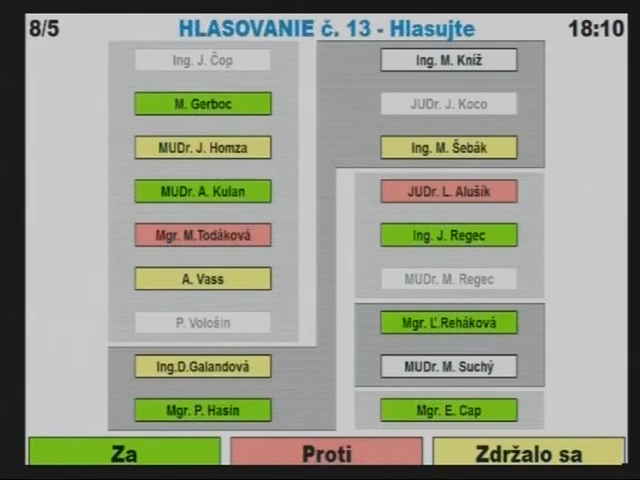 8/5 HLASOVANIE č. 13 - Hlasujte 18:10
Ing. J. Čop
M. Gerboc
MUDr. J. Homza
MUDr. A. Kulan
Mgr. M.Todáková
A. Vass
P. Vološin
Ing.D.Galandová
Mgr. P. Hasin
Ing. M. Kníž
JUDr. J. Koco
Ing. M. Šebák
JUDr. L. Alušík
Ing. J. Regec
MUDr. M. Regec
Mgr. Ľ.Reháková
MUDr. M. Suchý
Mgr. E. Cap
Za Proti Zdržalo sa